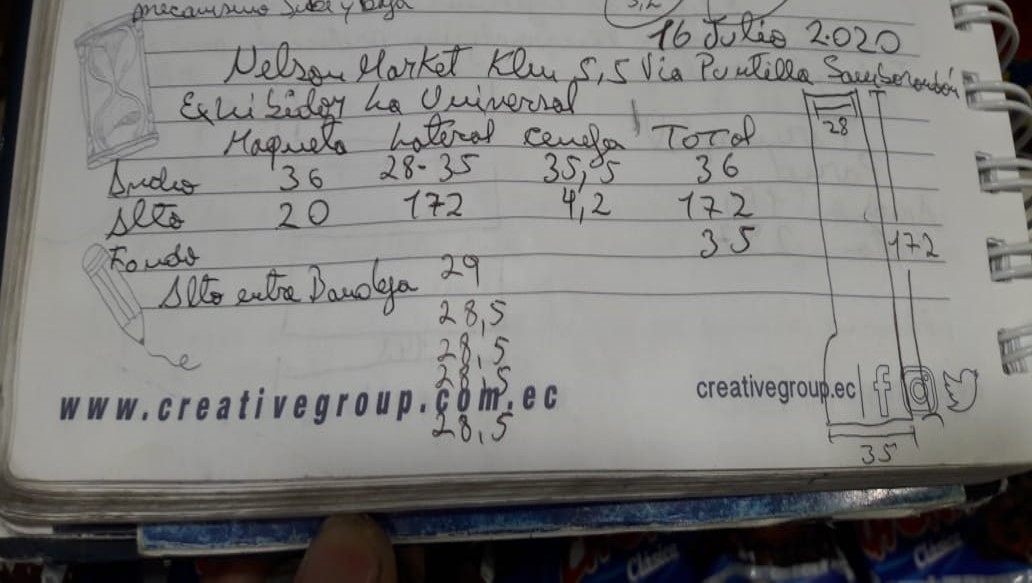 mecanismo sube y baja
16 Julio 2.020
Nelson Market Klm 5,5 Via Puntilla Samborondón
Exhibidor La Universal
Maqueta Lateral cenefa Total
Ancho 36 28-35 35,5 36
Alto 20 172 4,2 172
Fondo 35
Alto entre Bandeja 29
28,5
28,5
28,5
28,5
28
172
35
www.creativegroup.com.ec
creativegroup.ec
Clásica